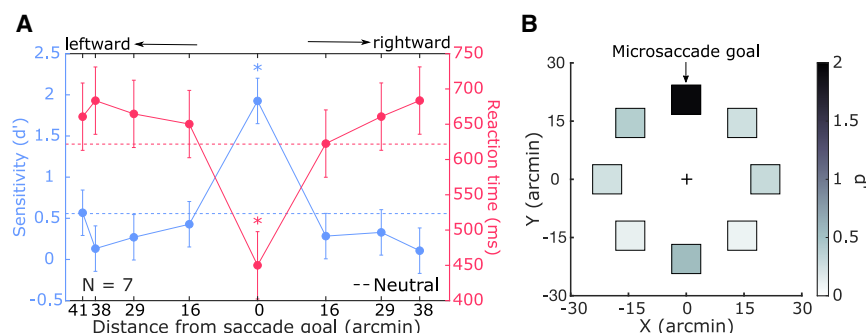 A
leftward
rightward
2.5
2
1.5
1
0.5
0
-0.5
Sensitivity (d')
750
700
650
600
550
500
450
400
Reaction time (ms)
*
*
N = 7
--Neutral
41 38 29 16 0 16 29 38
Distance from saccade goal (arcmin)
B
Microsaccade goal
30
15
0
-15
-30
Y (arcmin)
-30 -15 0 15 30
X (arcmin)
2
1.5
1
0.5
0
d'